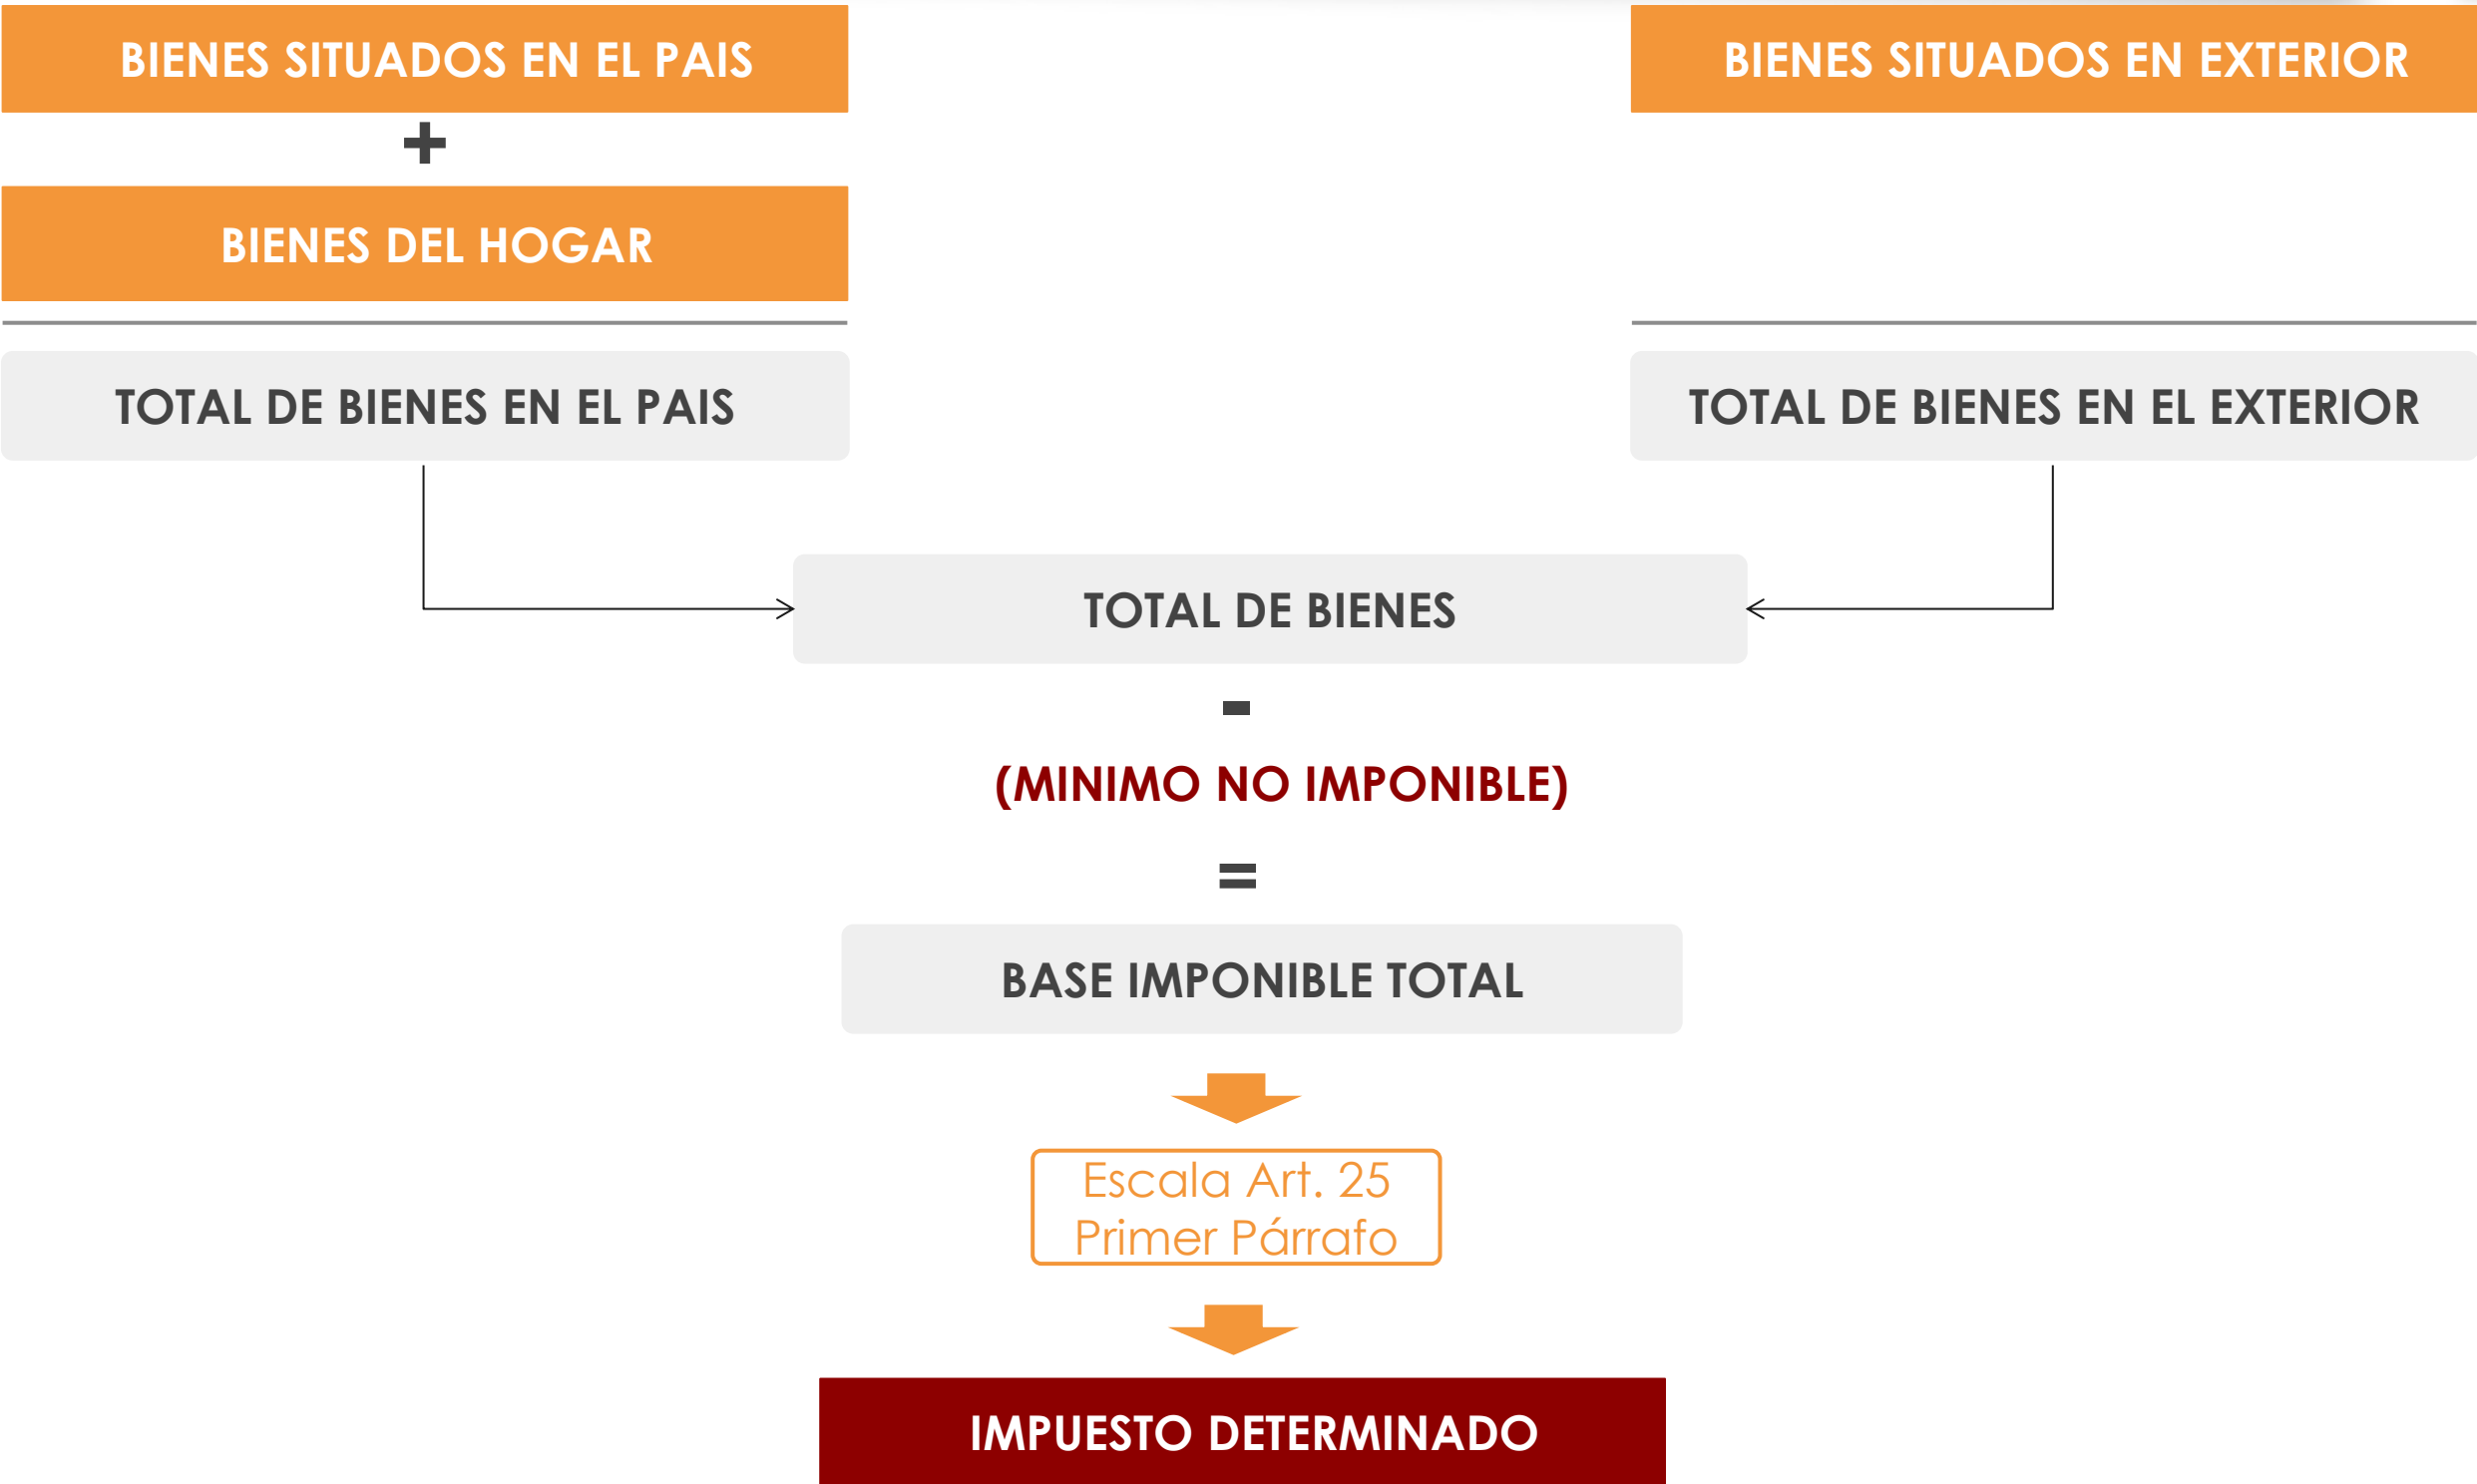 BIENES SITUADOS EN EL PAIS
BIENES SITUADOS EN EXTERIOR
+
BIENES DEL HOGAR
TOTAL DE BIENES EN EL PAIS
TOTAL DE BIENES EN EL EXTERIOR
TOTAL DE BIENES
-
(MINIMO NO IMPONIBLE)
=
BASE IMPONIBLE TOTAL
Escala Art. 25
Primer Párrafo
IMPUESTO DETERMINADO